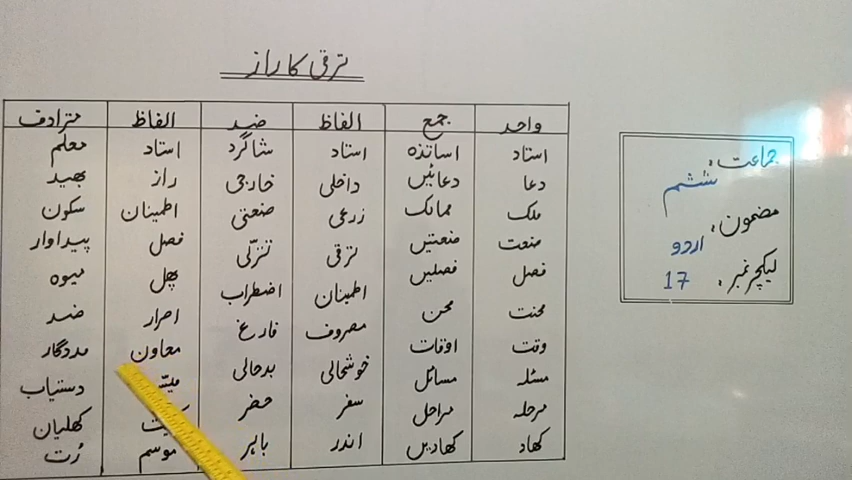 ترقی کا راز
واحد جمع الفاظ ضد الفاظ مترادف
استاد اساتذہ استاد شاگرد استاد معلم
دعا دعائیں داخلی خارجی راز بھید
ملک ممالک زرعی صنعتی اطمینان سکون
صنعت صنعتیں ترقی تنزلی فصل پیداوار
فصل فصلیں اطمینان اضطراب پھل میوہ
محنت محن مصروف فارغ اصرار ضد
وقت اوقات خوشحالی بدحالی معاون مددگار
مسئلہ مسائل سفر حضر دستیاب
مرحلہ مراحل اندر باہر کھلیان
کھاد کھادیں موسم رُت
جماعت: ششم
مضمون: اردو
لیکچر نمبر: 17